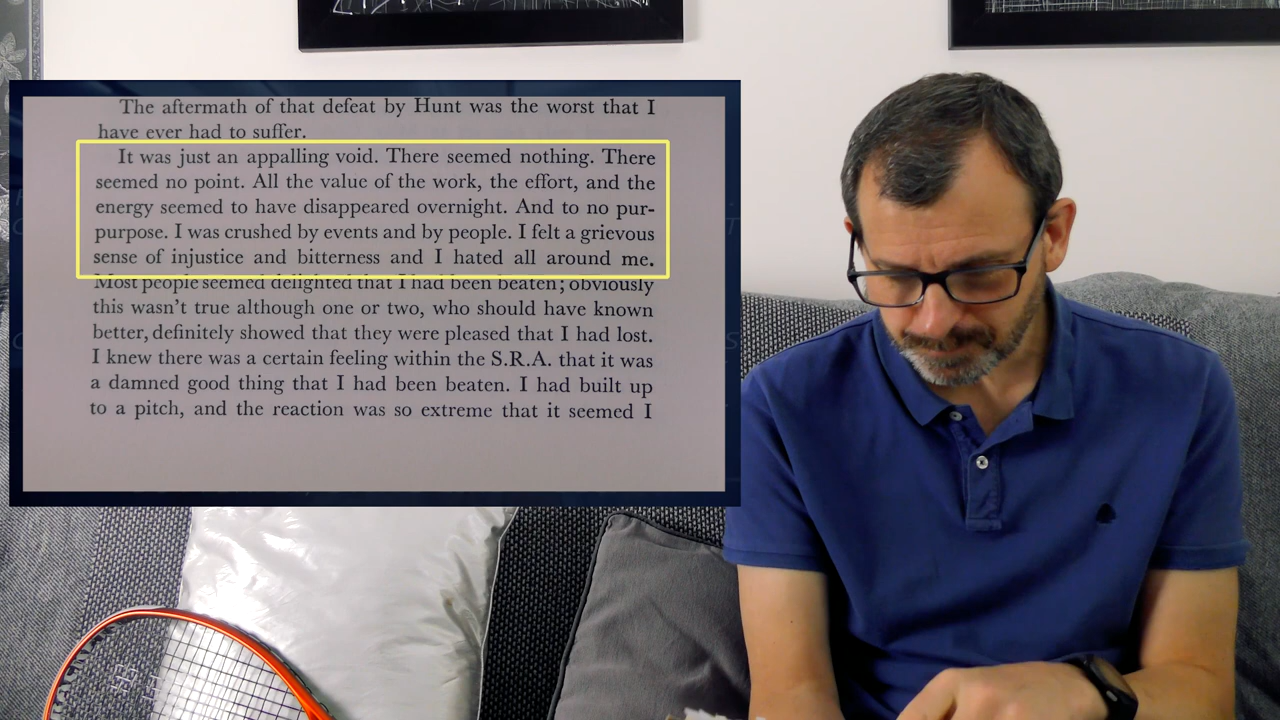 The aftermath of that defeat by Hunt was the worst that I
have ever had to suffer.
It was just an appalling void. There seemed nothing. There
seemed no point. All the value of the work, the effort, and the
energy seemed to have disappeared overnight. And to no pur-
purpose. I was crushed by events and by people. I felt a grievous
sense of injustice and bitterness and I hated all around me.
Most people seemed delighted that I had been beaten; obviously
this wasn't true although one or two, who should have known
better, definitely showed that they were pleased that I had lost.
I knew there was a certain feeling within the S.R.A. that it was
a damned good thing that I had been beaten. I had built up
to a pitch, and the reaction was so extreme that it seemed I